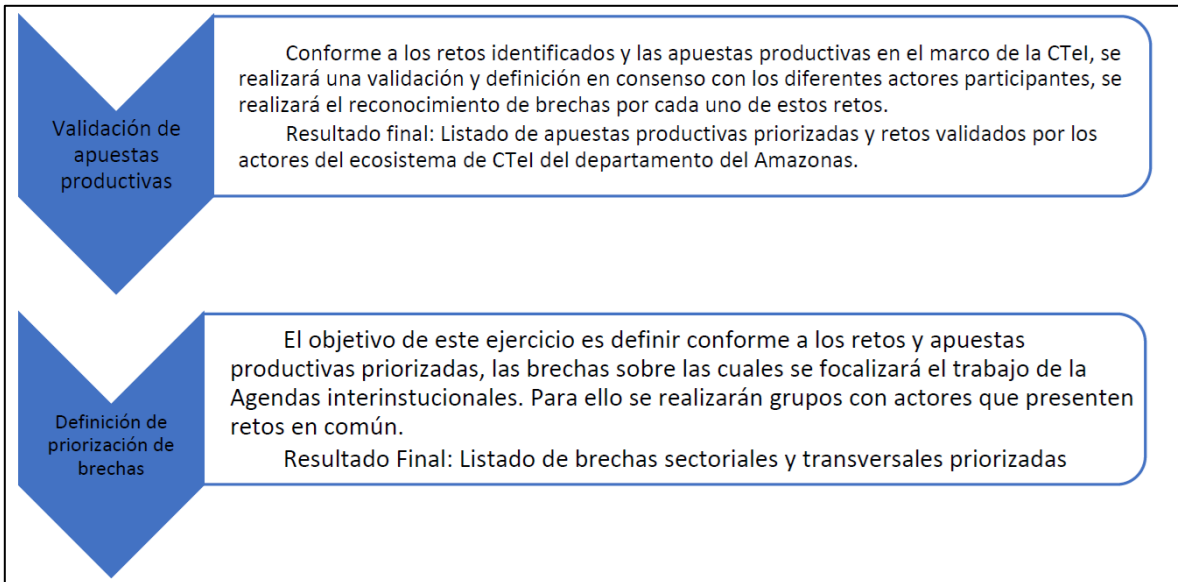 Validación de
apuestas
productivas
Conforme a los retos identificados y las apuestas productivas en el marco de la CTeI, se
realizará una validación y definición en consenso con los diferentes actores participantes, se
realizará el reconocimiento de brechas por cada uno de estos retos.
Resultado final: Listado de apuestas productivas priorizadas y retos validados por los
actores del ecosistema de CTeI del departamento del Amazonas.
Definición de
priorización de
brechas
El objetivo de este ejercicio es definir conforme a los retos y apuestas
productivas priorizadas, las brechas sobre las cuales se focalizará el trabajo de la
Agendas interinstucionales. Para ello se realizarán grupos con actores que presenten
retos en común.
Resultado Final: Listado de brechas sectoriales y transversales priorizadas